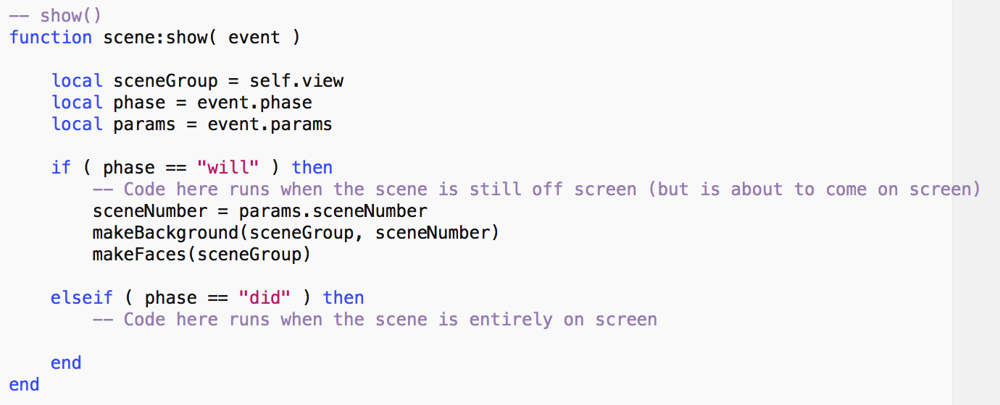 -- show()
function scene:show( event )
    local sceneGroup = self.view
    local phase = event.phase
    local params = event.params
    if ( phase == "will" ) then
        -- Code here runs when the scene is still off screen (but is about to come on screen)
        sceneNumber = params.sceneNumber
        makeBackground(sceneGroup, sceneNumber)
        makeFaces(sceneGroup)
    elseif ( phase == "did" ) then
        -- Code here runs when the scene is entirely on screen
    end
end